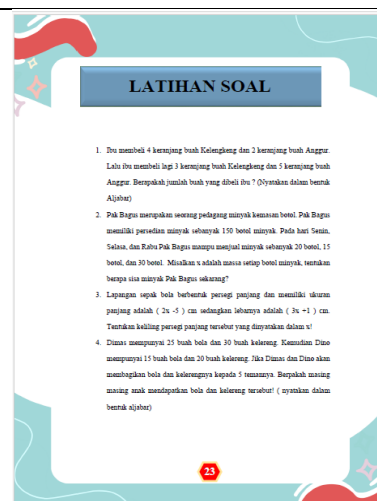 LATIHAN SOAL
1. Ibu membeli 4 keranjang buah Kelengkeng dan 2 keranjang buah Anggur.
Lalu ibu membeli lagi 3 keranjang buah Kelengkeng dan 5 keranjang buah
Anggur. Berapakah jumlah buah yang dibeli ibu ? (Nyatakan dalam bentuk
Aljabar)
2. Pak Bagus merupakan seorang pedagang minyak kemasan botol. Pak Bagus
memiliki persedian minyak sebanyak 150 botol minyak. Pada hari Senin,
Selasa, dan Rabu Pak Bagus mampu menjual minyak sebanyak 20 botol, 15
botol, dan 30 botol. Misalkan x adalah massa setiap botol minyak, tentukan
berapa sisa minyak Pak Bagus sekarang?
3. Lapangan sepak bola berbentuk persegi panjang dan memiliki ukuran
panjang adalah ( 2x -5 ) cm sedangkan lebarnya adalah ( 3x +1 ) cm.
Tentukan keliling persegi panjang tersebut yang dinyatakan dalam x!
4. Dimas mempunyai 25 buah bola dan 30 buah kelereng. Kemudian Dino
mempunyai 15 buah bola dan 20 buah kelereng. Jika Dimas dan Dino akan
membagikan bola dan kelerengnya kepada 5 temannya. Berpakah masing
masing anak mendapatkan bola dan kelereng tersebut! ( nyatakan dalam
bentuk aljabar)
23